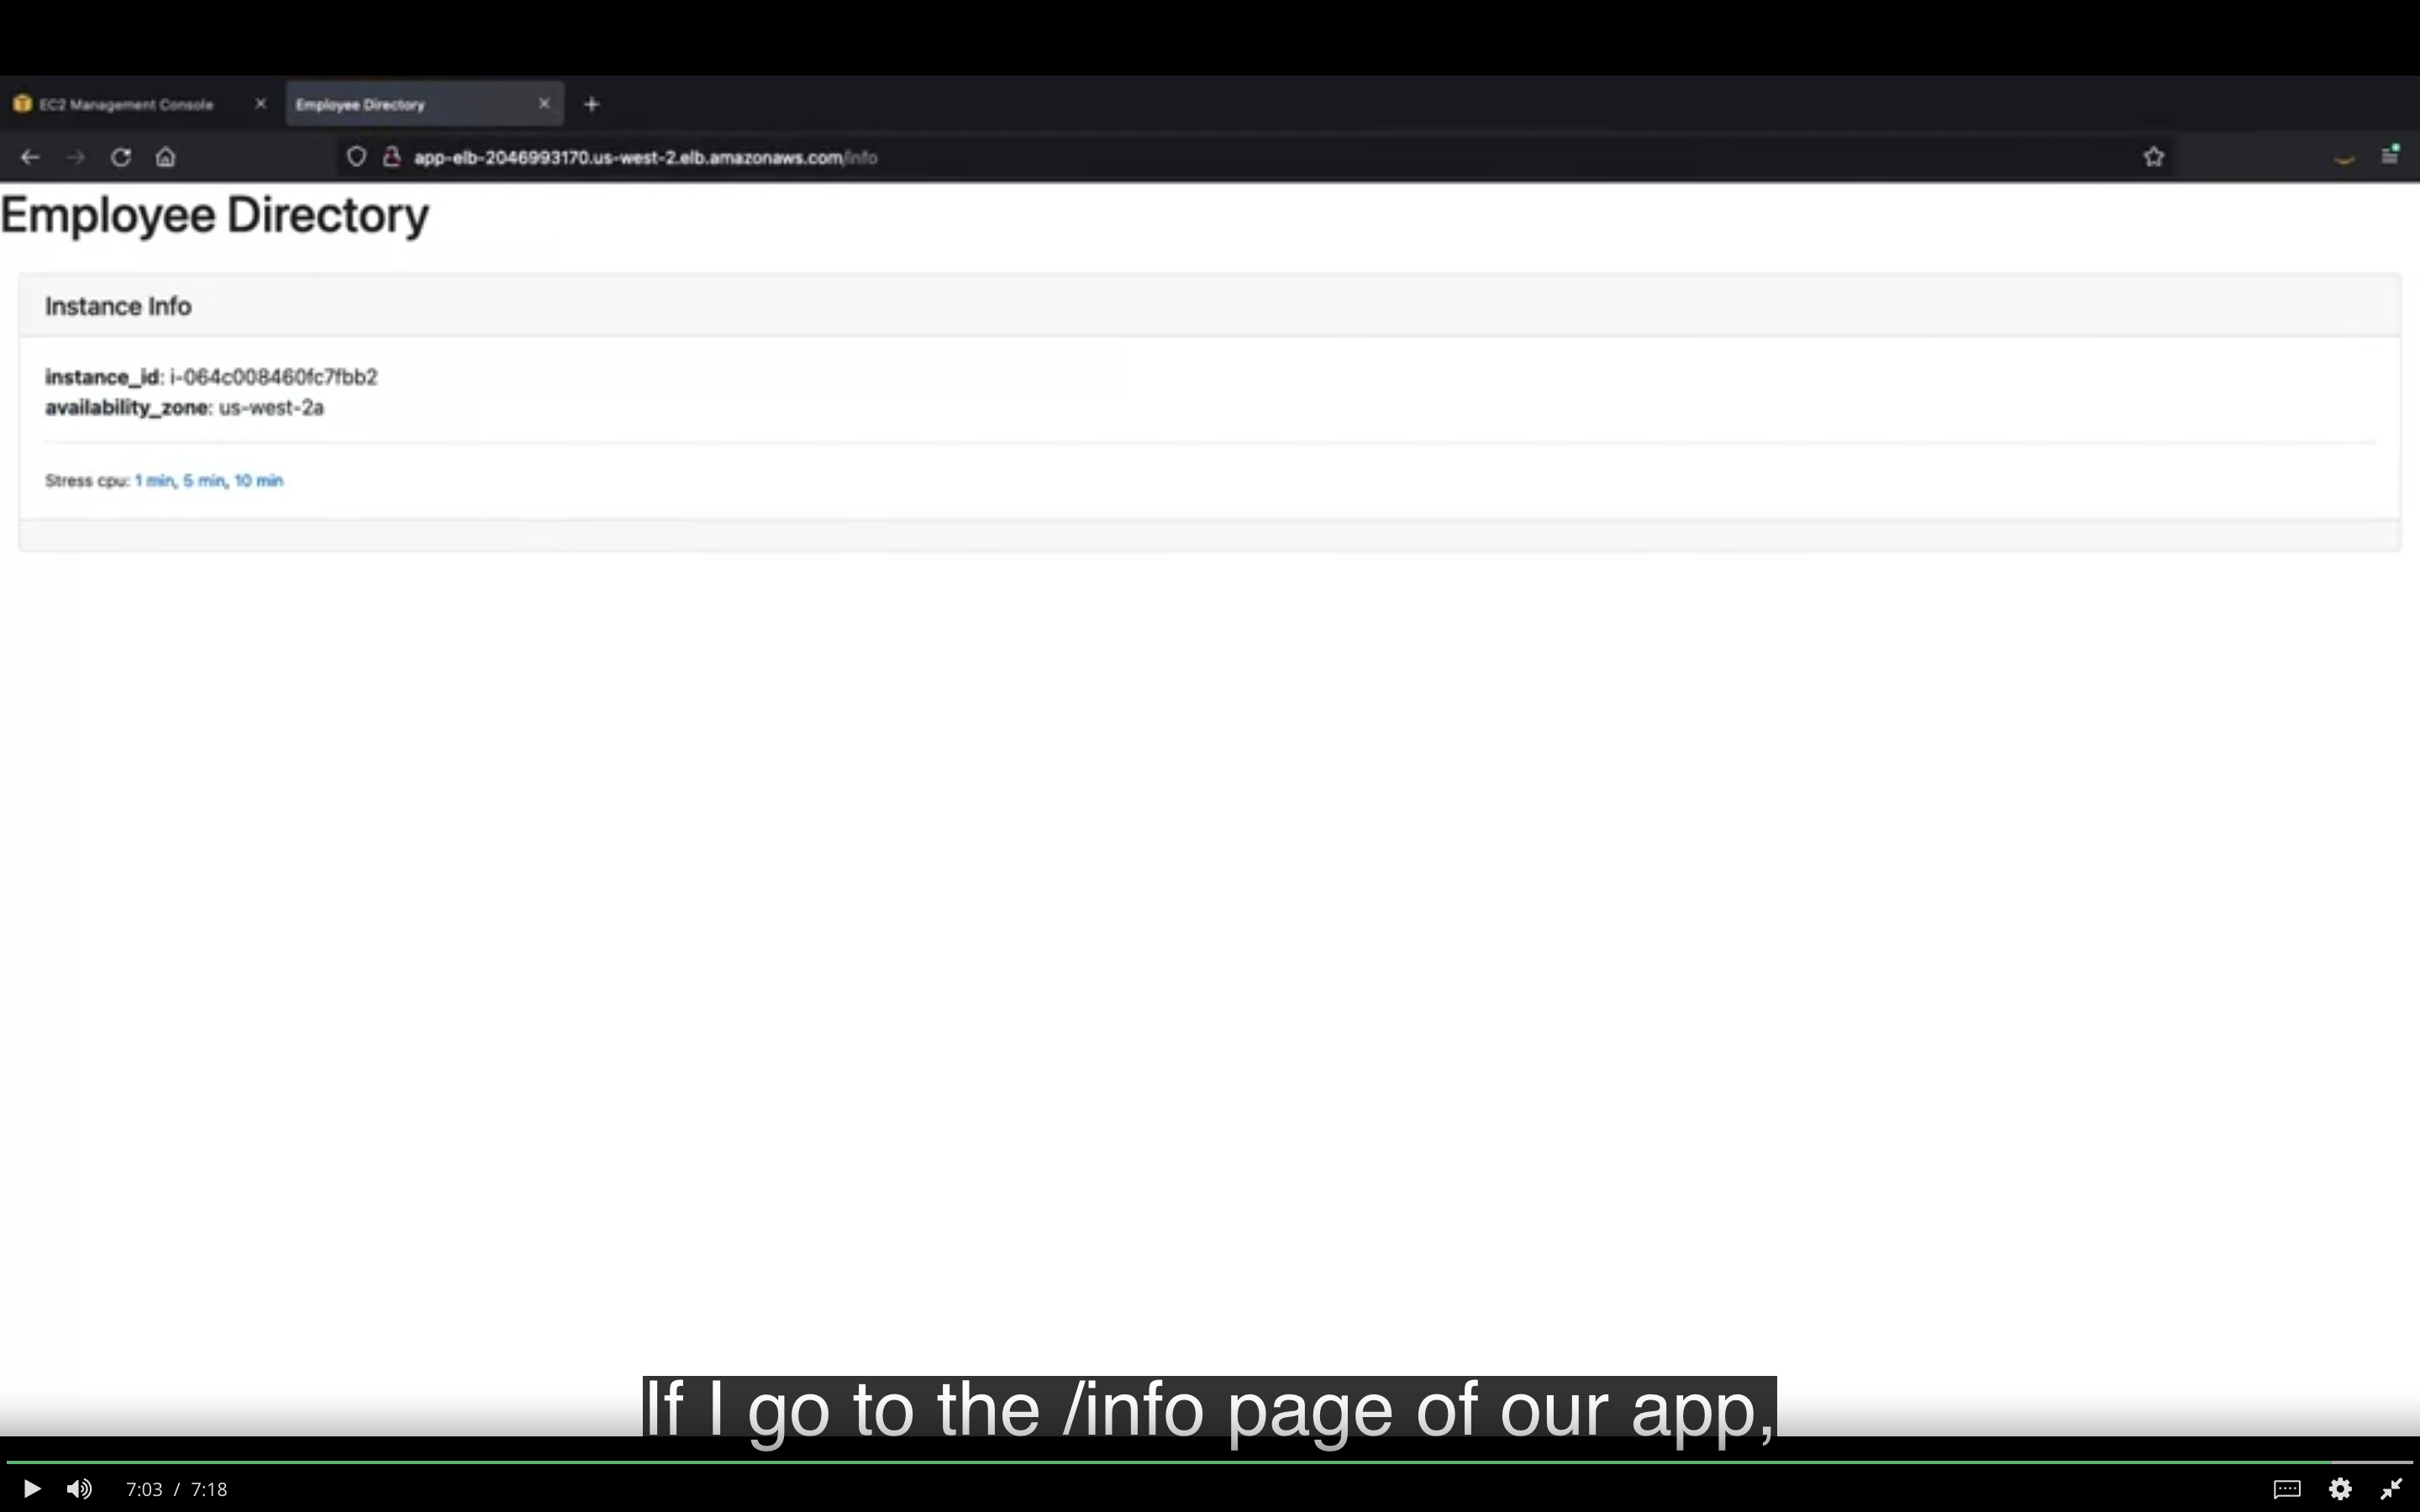 EC2 Management Console
Employee Directory
app-elb-2046993170.us-west-2.elb.amazonaws.com/info
Employee Directory
Instance Info
instance_id: i-064c008460fc7fbb2
availability_zone: us-west-2a
Stress cpu: 1 min, 5 min, 10 min
If I go to the /info page of our app,
7:03 / 7:18